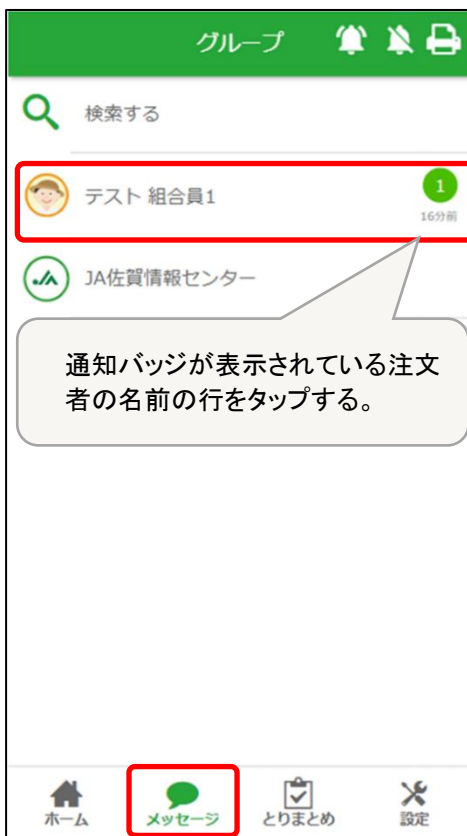 グループ
検索する
テスト 組合員1
1
16分前
JA佐賀情報センター
通知バッジが表示されている注文
者の名前の行をタップする。
ホーム
メッセージ
とりまとめ
設定